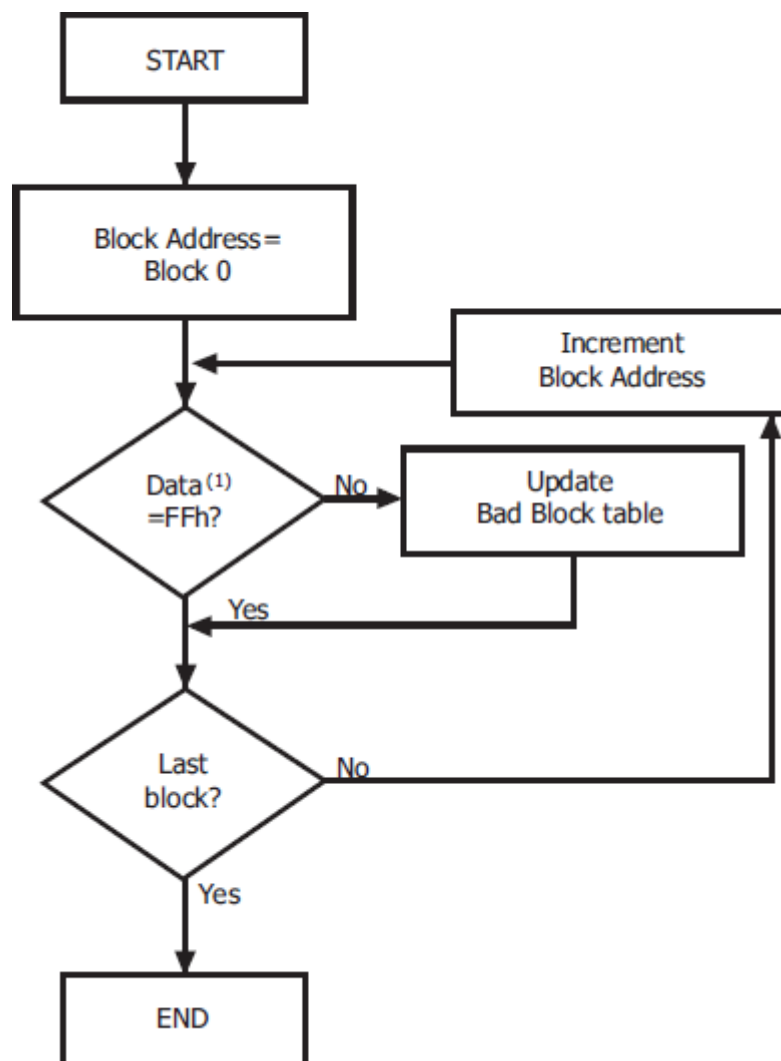 START
Block Address=
Block 0
Increment
Block Address
Data(1)
=FFh?
No
Update
Bad Block table
Yes
Last
block?
No
Yes
END